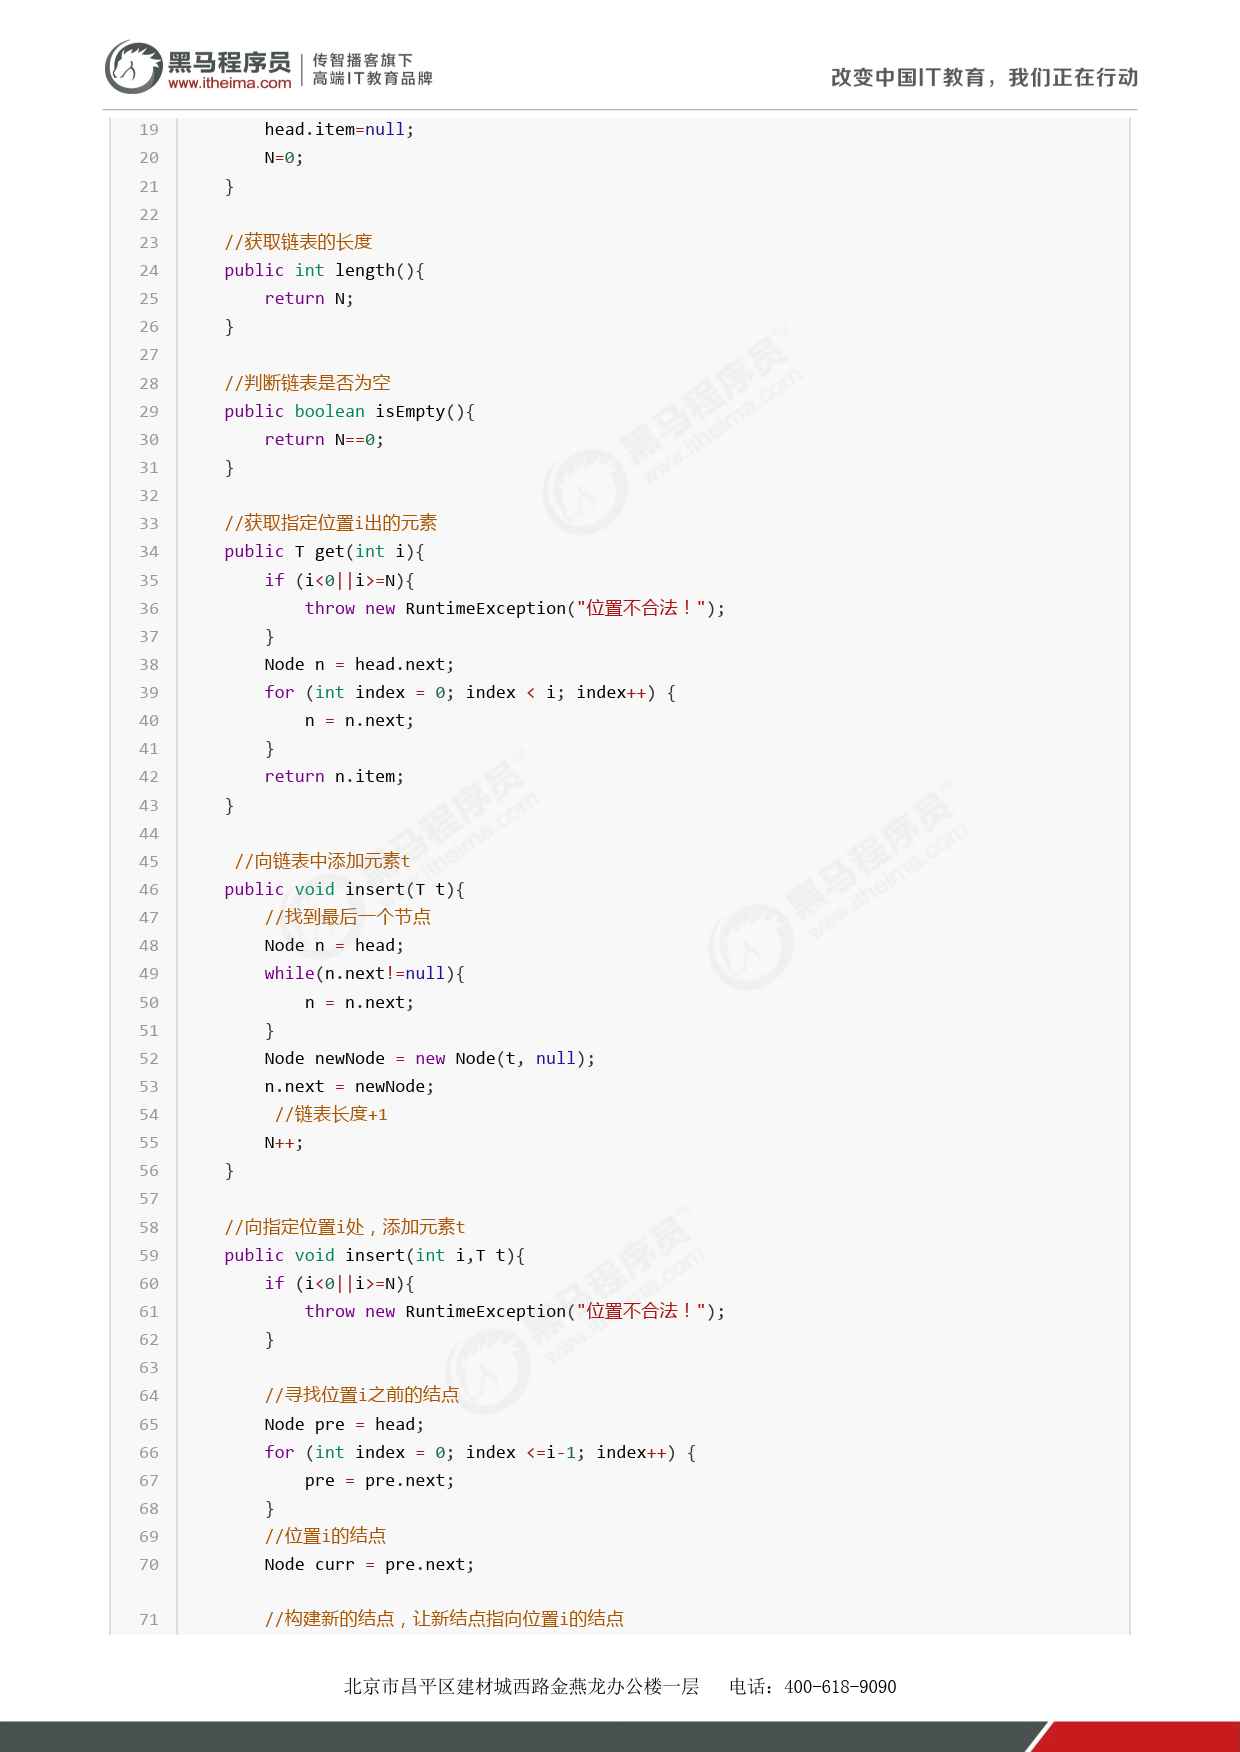 黑马程序员
www.itheima.com
传智播客旗下
高端IT教育品牌
改变中国IT教育，我们正在行动
19         head.item=null;
20         N=0;
21     }
22
23     //获取链表的长度
24     public int length(){
25         return N;
26     }
27
28     //判断链表是否为空
29     public boolean isEmpty(){
30         return N==0;
31     }
32
33     //获取指定位置i出的元素
34     public T get(int i){
35         if (i<0||i>=N){
36             throw new RuntimeException("位置不合法！");
37         }
38         Node n = head.next;
39         for (int index = 0; index < i; index++) {
40             n = n.next;
41         }
42         return n.item;
43     }
44
45      //向链表中添加元素t
46     public void insert(T t){
47         //找到最后一个节点
48         Node n = head;
49         while(n.next!=null){
50             n = n.next;
51         }
52         Node newNode = new Node(t, null);
53         n.next = newNode;
54          //链表长度+1
55         N++;
56     }
57
58     //向指定位置i处，添加元素t
59     public void insert(int i,T t){
60         if (i<0||i>=N){
61             throw new RuntimeException("位置不合法！");
62         }
63
64         //寻找位置i之前的结点
65         Node pre = head;
66         for (int index = 0; index <=i-1; index++) {
67             pre = pre.next;
68         }
69         //位置i的结点
70         Node curr = pre.next;
71         //构建新的结点，让新结点指向位置i的结点
北京市昌平区建材城西路金燕龙办公楼一层 电话：400-618-9090